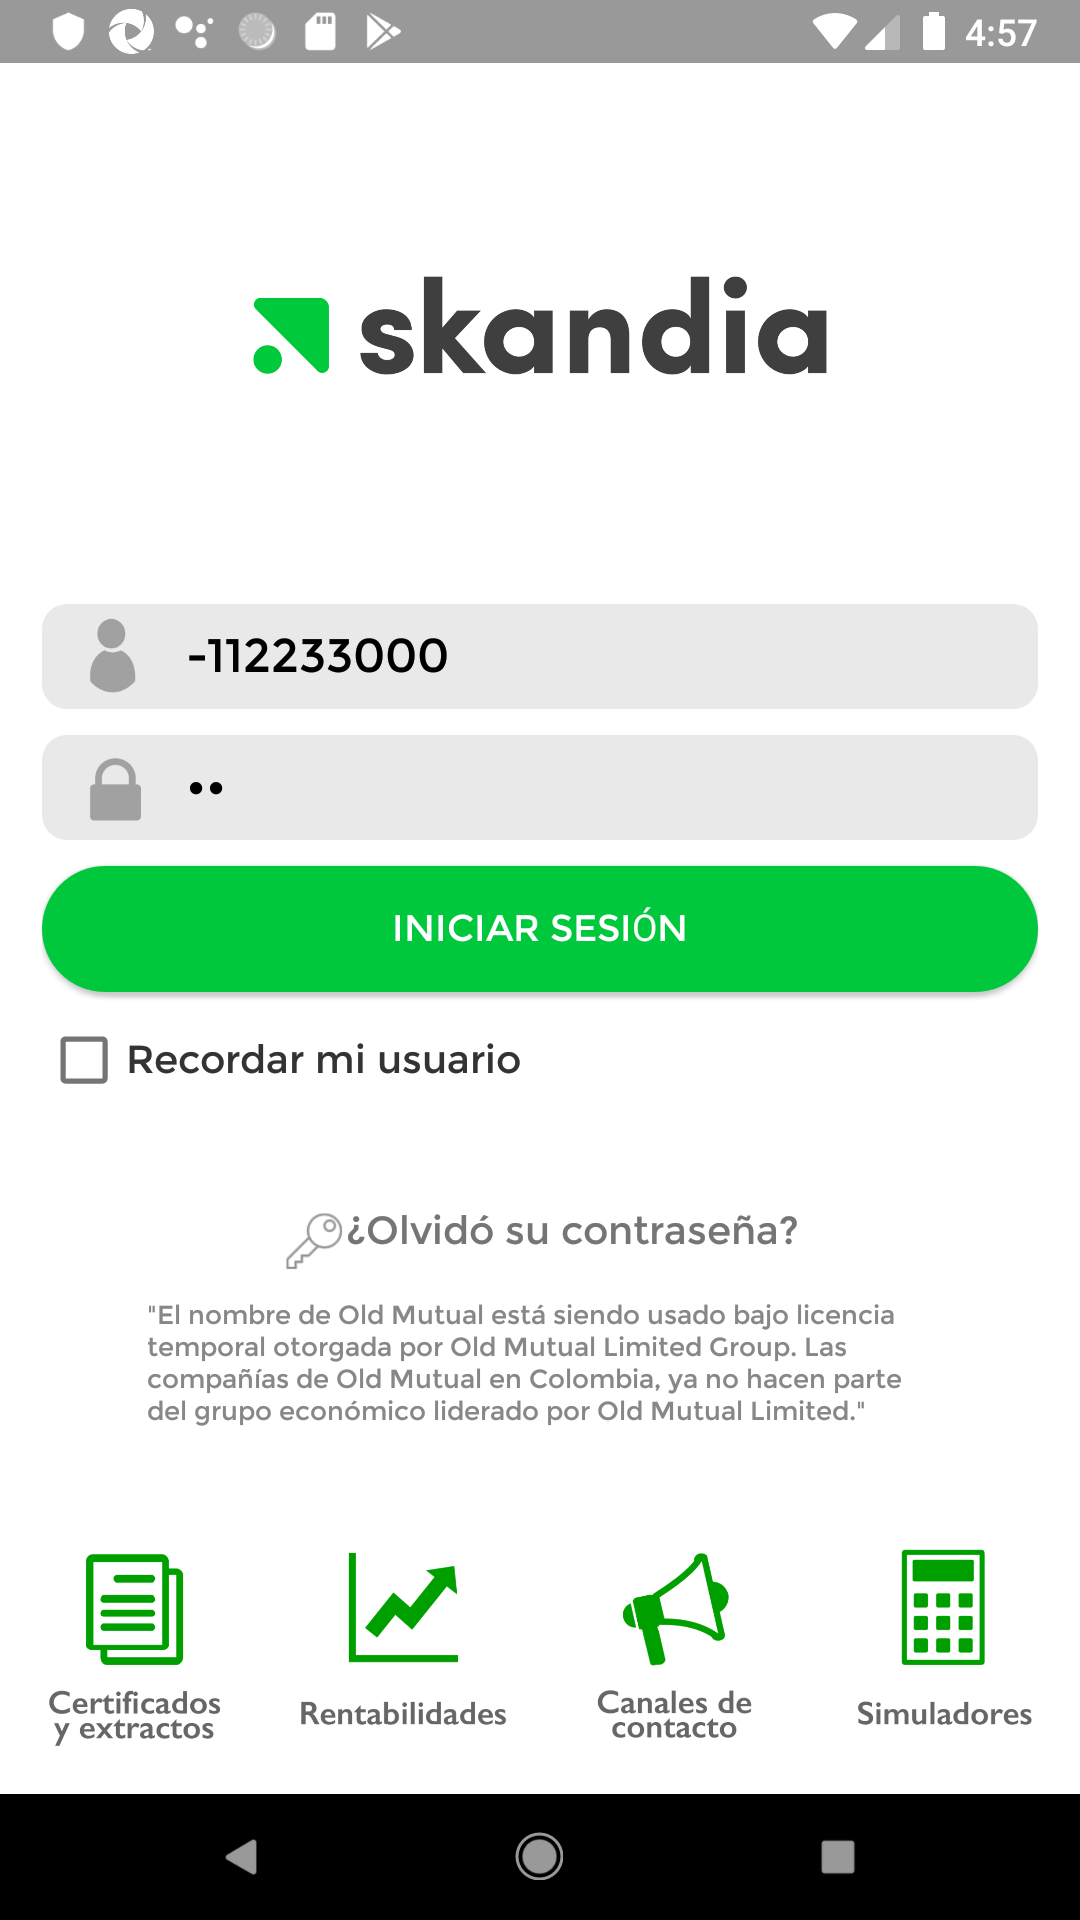 4:57
skandia
-112233000
••
INICIAR SESIÓN
Recordar mi usuario
¿Olvidó su contraseña?
"El nombre de Old Mutual está siendo usado bajo licencia
temporal otorgada por Old Mutual Limited Group. Las
compañías de Old Mutual en Colombia, ya no hacen parte
del grupo económico liderado por Old Mutual Limited."
Certificados
y extractos
Rentabilidades
Canales de
contacto
Simuladores